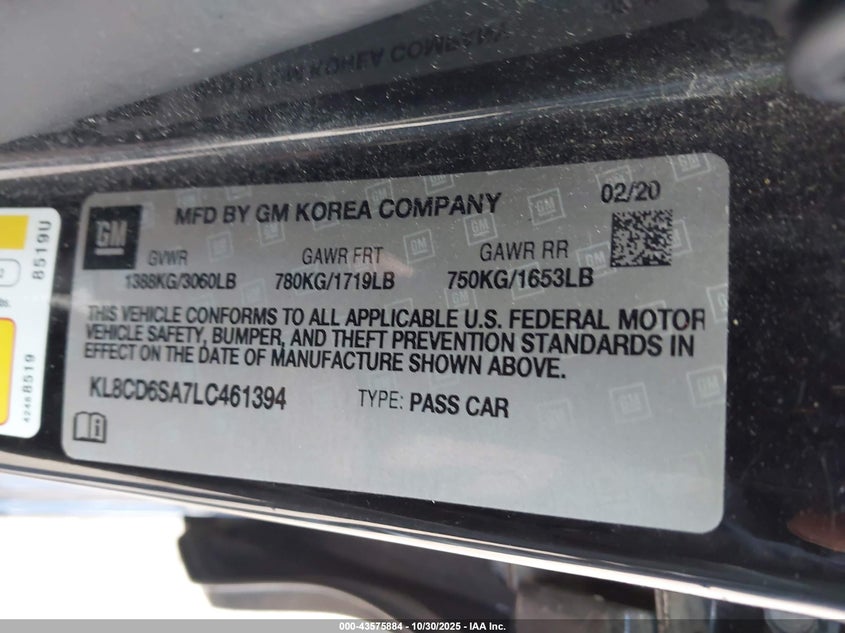 MFD BY GM KOREA COMPANY
02/20
GM
GVWR
GAWR FRT
GAWR RR
1388KG/3060LB
780KG/1719LB
750KG/1653LB
THIS VEHICLE CONFORMS TO ALL APPLICABLE U.S. FEDERAL MOTOR
VEHICLE SAFETY, BUMPER, AND THEFT PREVENTION STANDARDS IN
EFFECT ON THE DATE OF MANUFACTURE SHOWN ABOVE.
KL8CD6SA7LC461394
TYPE: PASS CAR
8519U
42468519
000-43575884 - 10/30/2025 - IAA Inc.